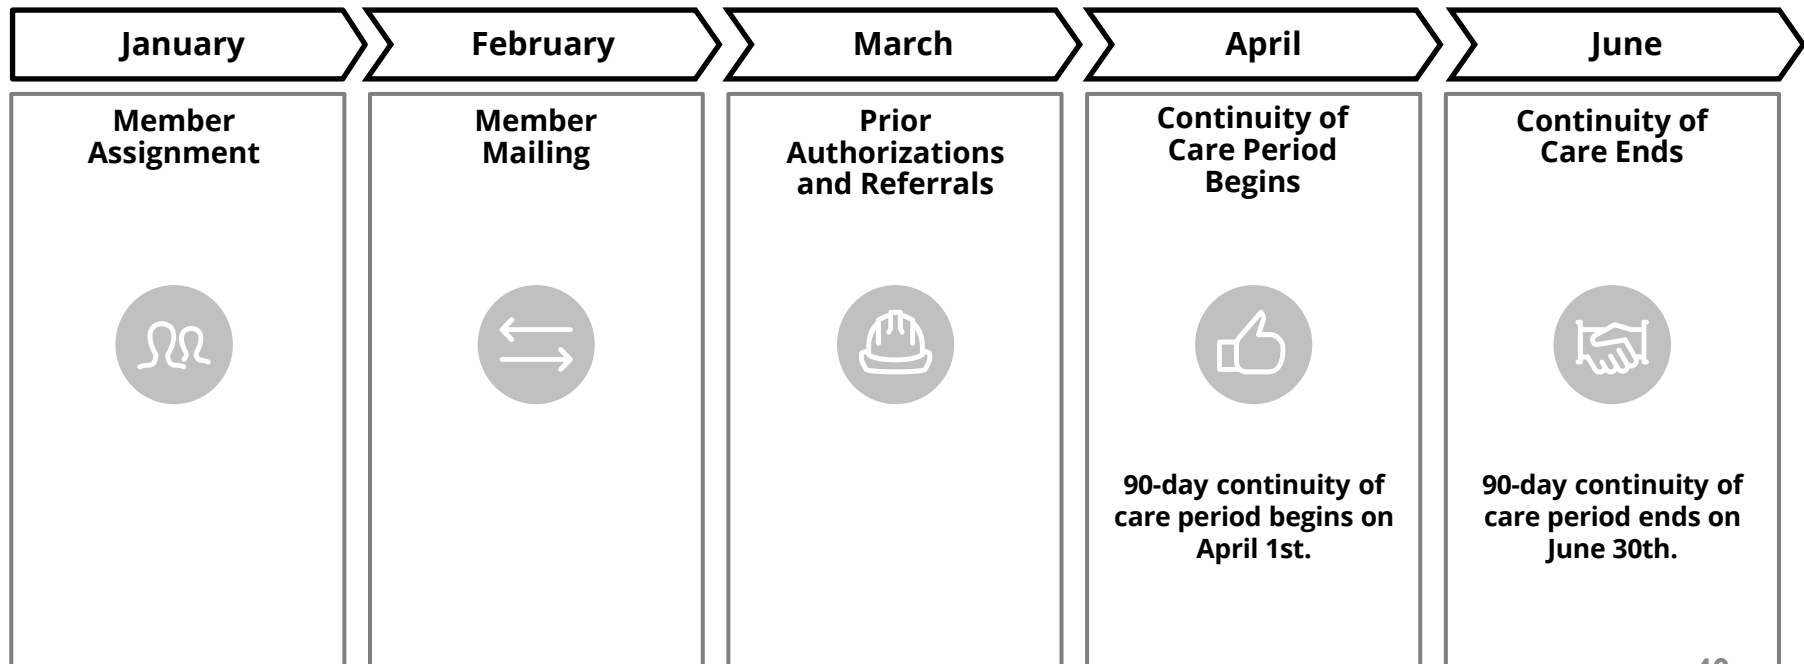 January
February
March
April
June
Member
Assignment
Member
Mailing
Prior
Authorizations
and Referrals
Continuity of
Care Period
Begins
Continuity of
Care Ends
90-day continuity of
care period begins on
April 1st.
90-day continuity of
care period ends on
June 30th.